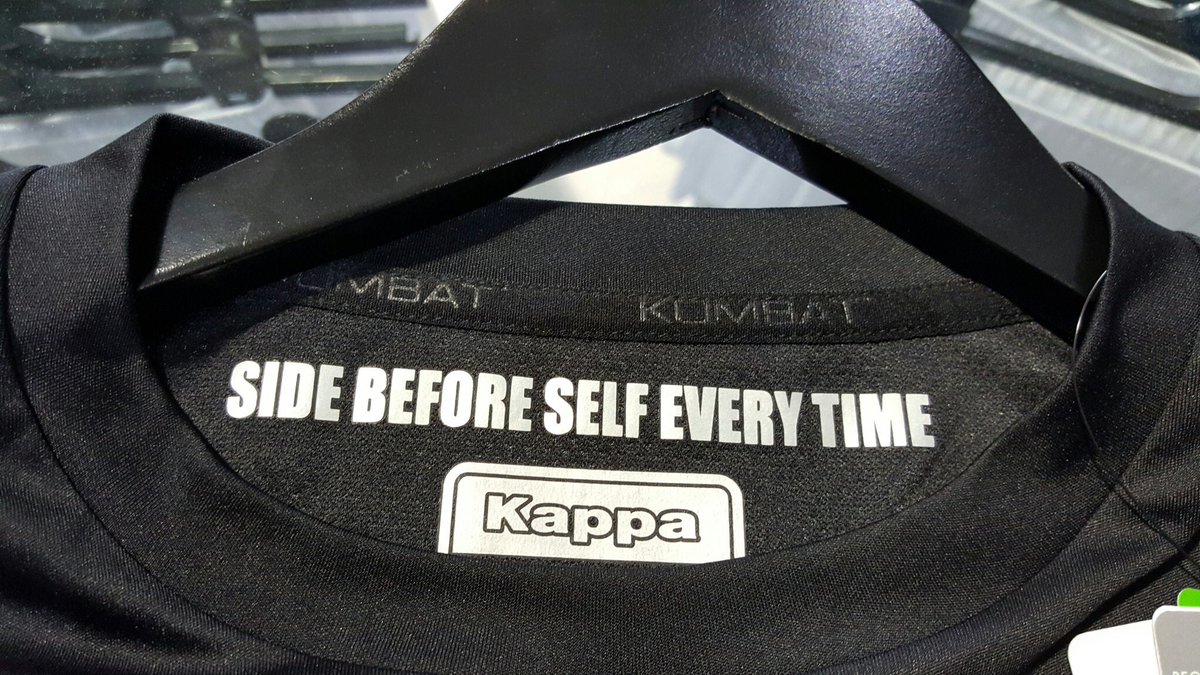 KOMBAT KOMBAT
SIDE BEFORE SELF EVERY TIME
Kappa